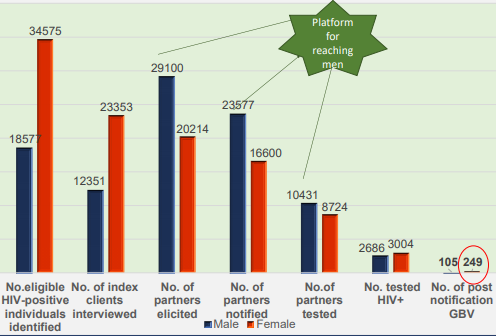 Platform
for
reaching
men
34575
18577
23353
12351
29100
20214
23577
16600
10431
8724
2686 3004
105 249
No.eligible
HIV-positive
individuals
identified
No. of index
clients
interviewed
No. of
partners
elicited
No. of
partners
notified
No.of
partners
tested
No. tested
HIV+
No. of post
notification
GBV
Male Female